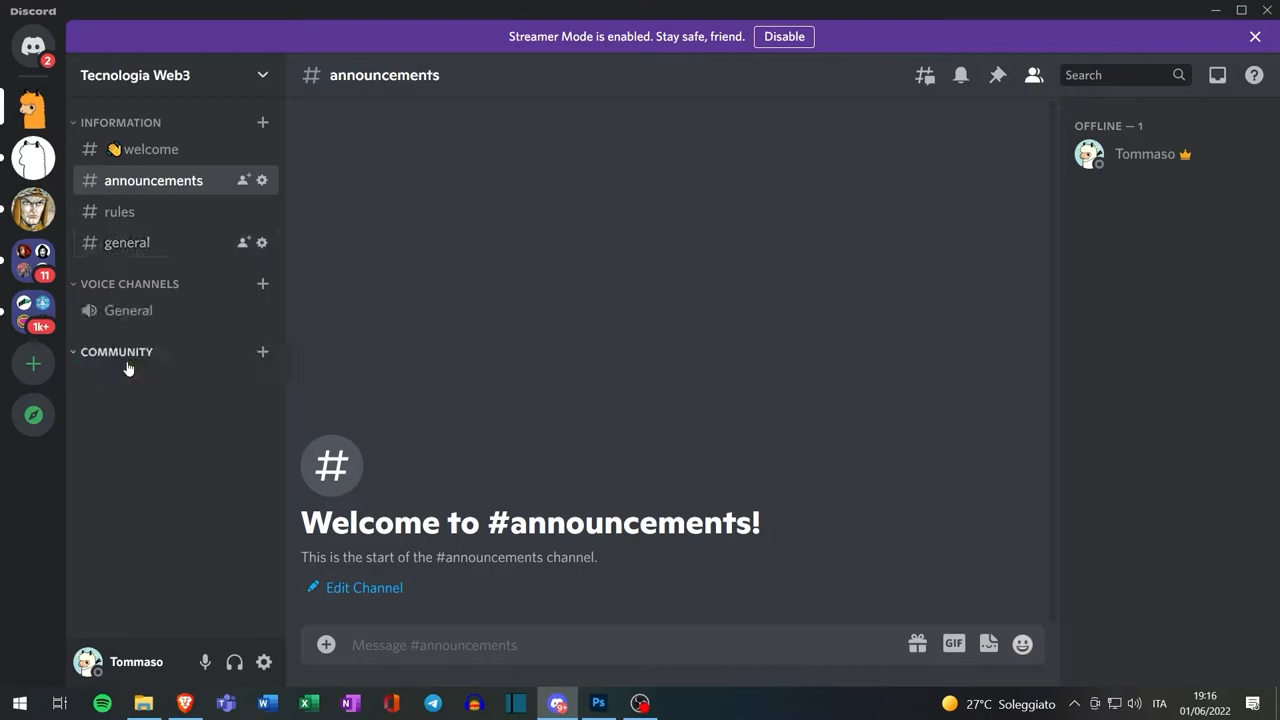 Discord
Streamer Mode is enabled. Stay safe, friend.
Disable
2
Tecnologia Web3
announcements
Search
INFORMATION
👋welcome
announcements
rules
general
VOICE CHANNELS
General
COMMUNITY
11
1k+
OFFLINE — 1
Tommaso
Welcome to #announcements!
This is the start of the #announcements channel.
Edit Channel
Message #announcements
GIF
Tommaso
27°C Soleggiato
ITA
19:16
01/06/2022